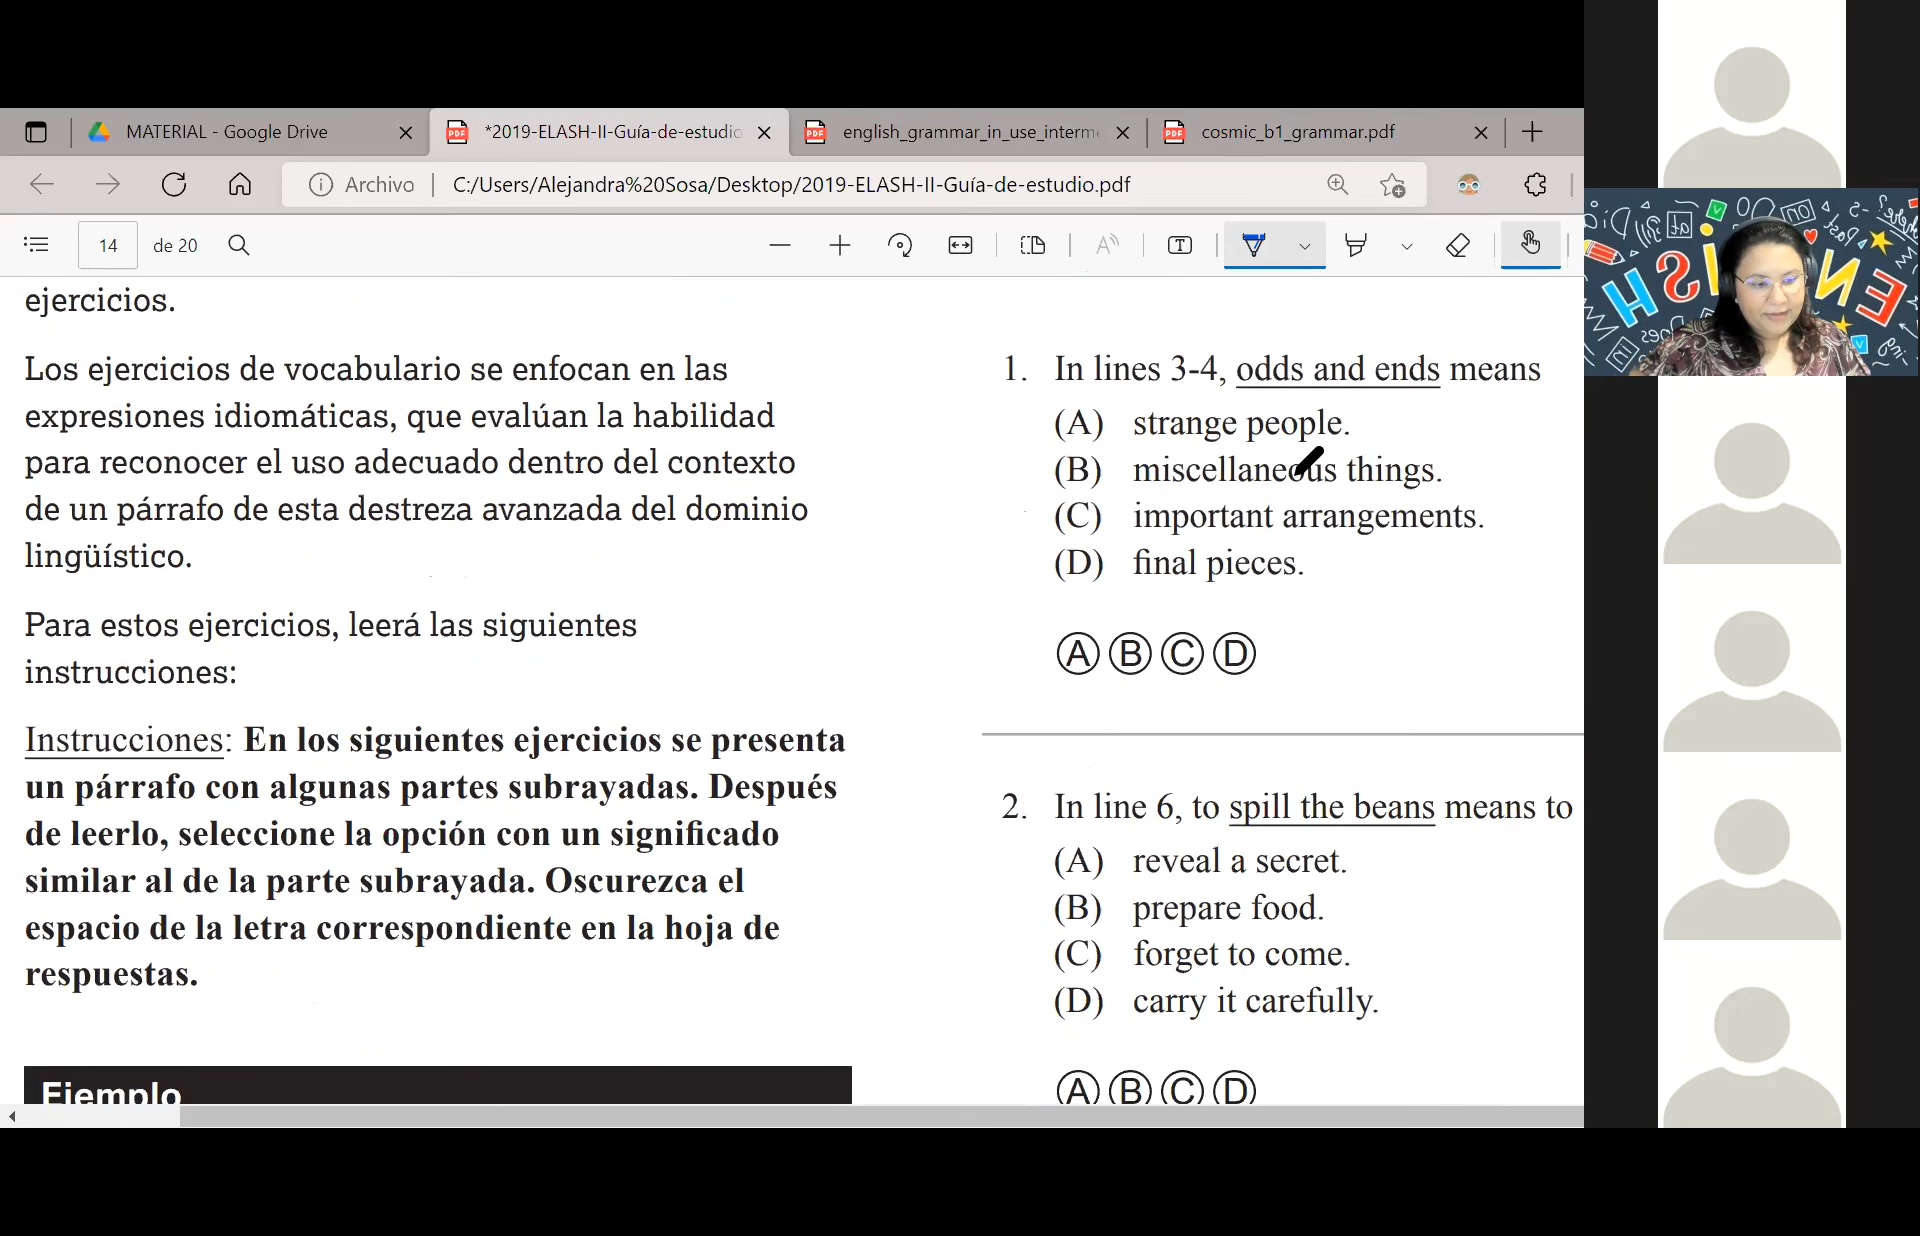 MATERIAL - Google Drive
*2019-ELASH-II-Guía-de-estudio
english_grammar_in_use_interme
cosmic_b1_grammar.pdf
Archivo
C:/Users/Alejandra%20Sosa/Desktop/2019-ELASH-II-Guía-de-estudio.pdf
14
de 20
ejercicios.
Los ejercicios de vocabulario se enfocan en las
expresiones idiomáticas, que evalúan la habilidad
para reconocer el uso adecuado dentro del contexto
de un párrafo de esta destreza avanzada del dominio
lingüístico.
Para estos ejercicios, leerá las siguientes
instrucciones:
Instrucciones: En los siguientes ejercicios se presenta
un párrafo con algunas partes subrayadas. Después
de leerlo, seleccione la opción con un significado
similar al de la parte subrayada. Oscurezca el
espacio de la letra correspondiente en la hoja de
respuestas.
Ejemplo
1. In lines 3-4, odds and ends means
(A) strange people.
(B) miscellaneous things.
(C) important arrangements.
(D) final pieces.
A B C D
2. In line 6, to spill the beans means to
(A) reveal a secret.
(B) prepare food.
(C) forget to come.
(D) carry it carefully.
A B C D